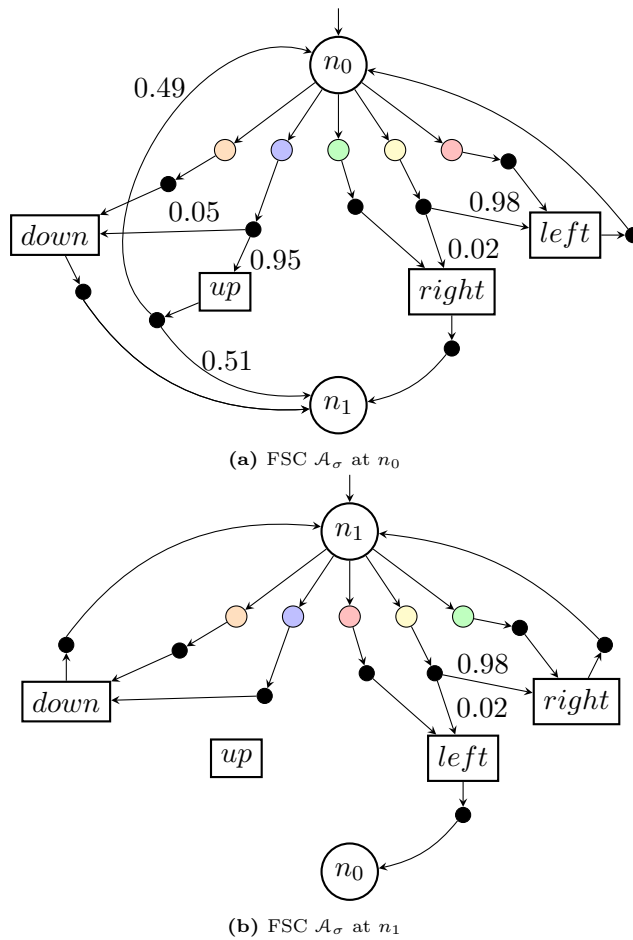 n₀
0.49
0.05
0.98
down
left
0.95
0.02
up
right
0.51
n₁
(a) FSC 𝒜σ at n₀
n₁
0.98
down
right
0.02
up
left
n₀
(b) FSC 𝒜σ at n₁